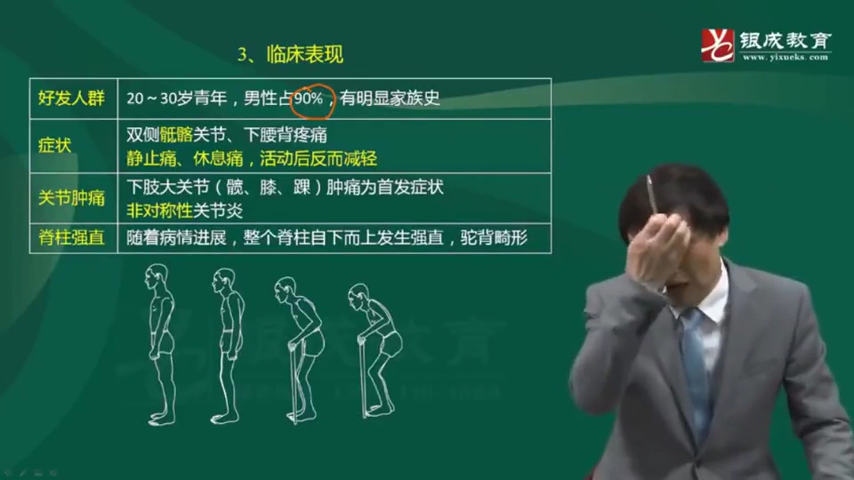 3、临床表现
银成教育
www.yixueks.com
好发人群
20～30岁青年，男性占90%，有明显家族史
症状
双侧骶髂关节、下腰背疼痛
静止痛、休息痛，活动后反而减轻
关节肿痛
下肢大关节（髋、膝、踝）肿痛为首发症状
非对称性关节炎
脊柱强直
随着病情进展，整个脊柱自下而上发生强直，驼背畸形
银成教育